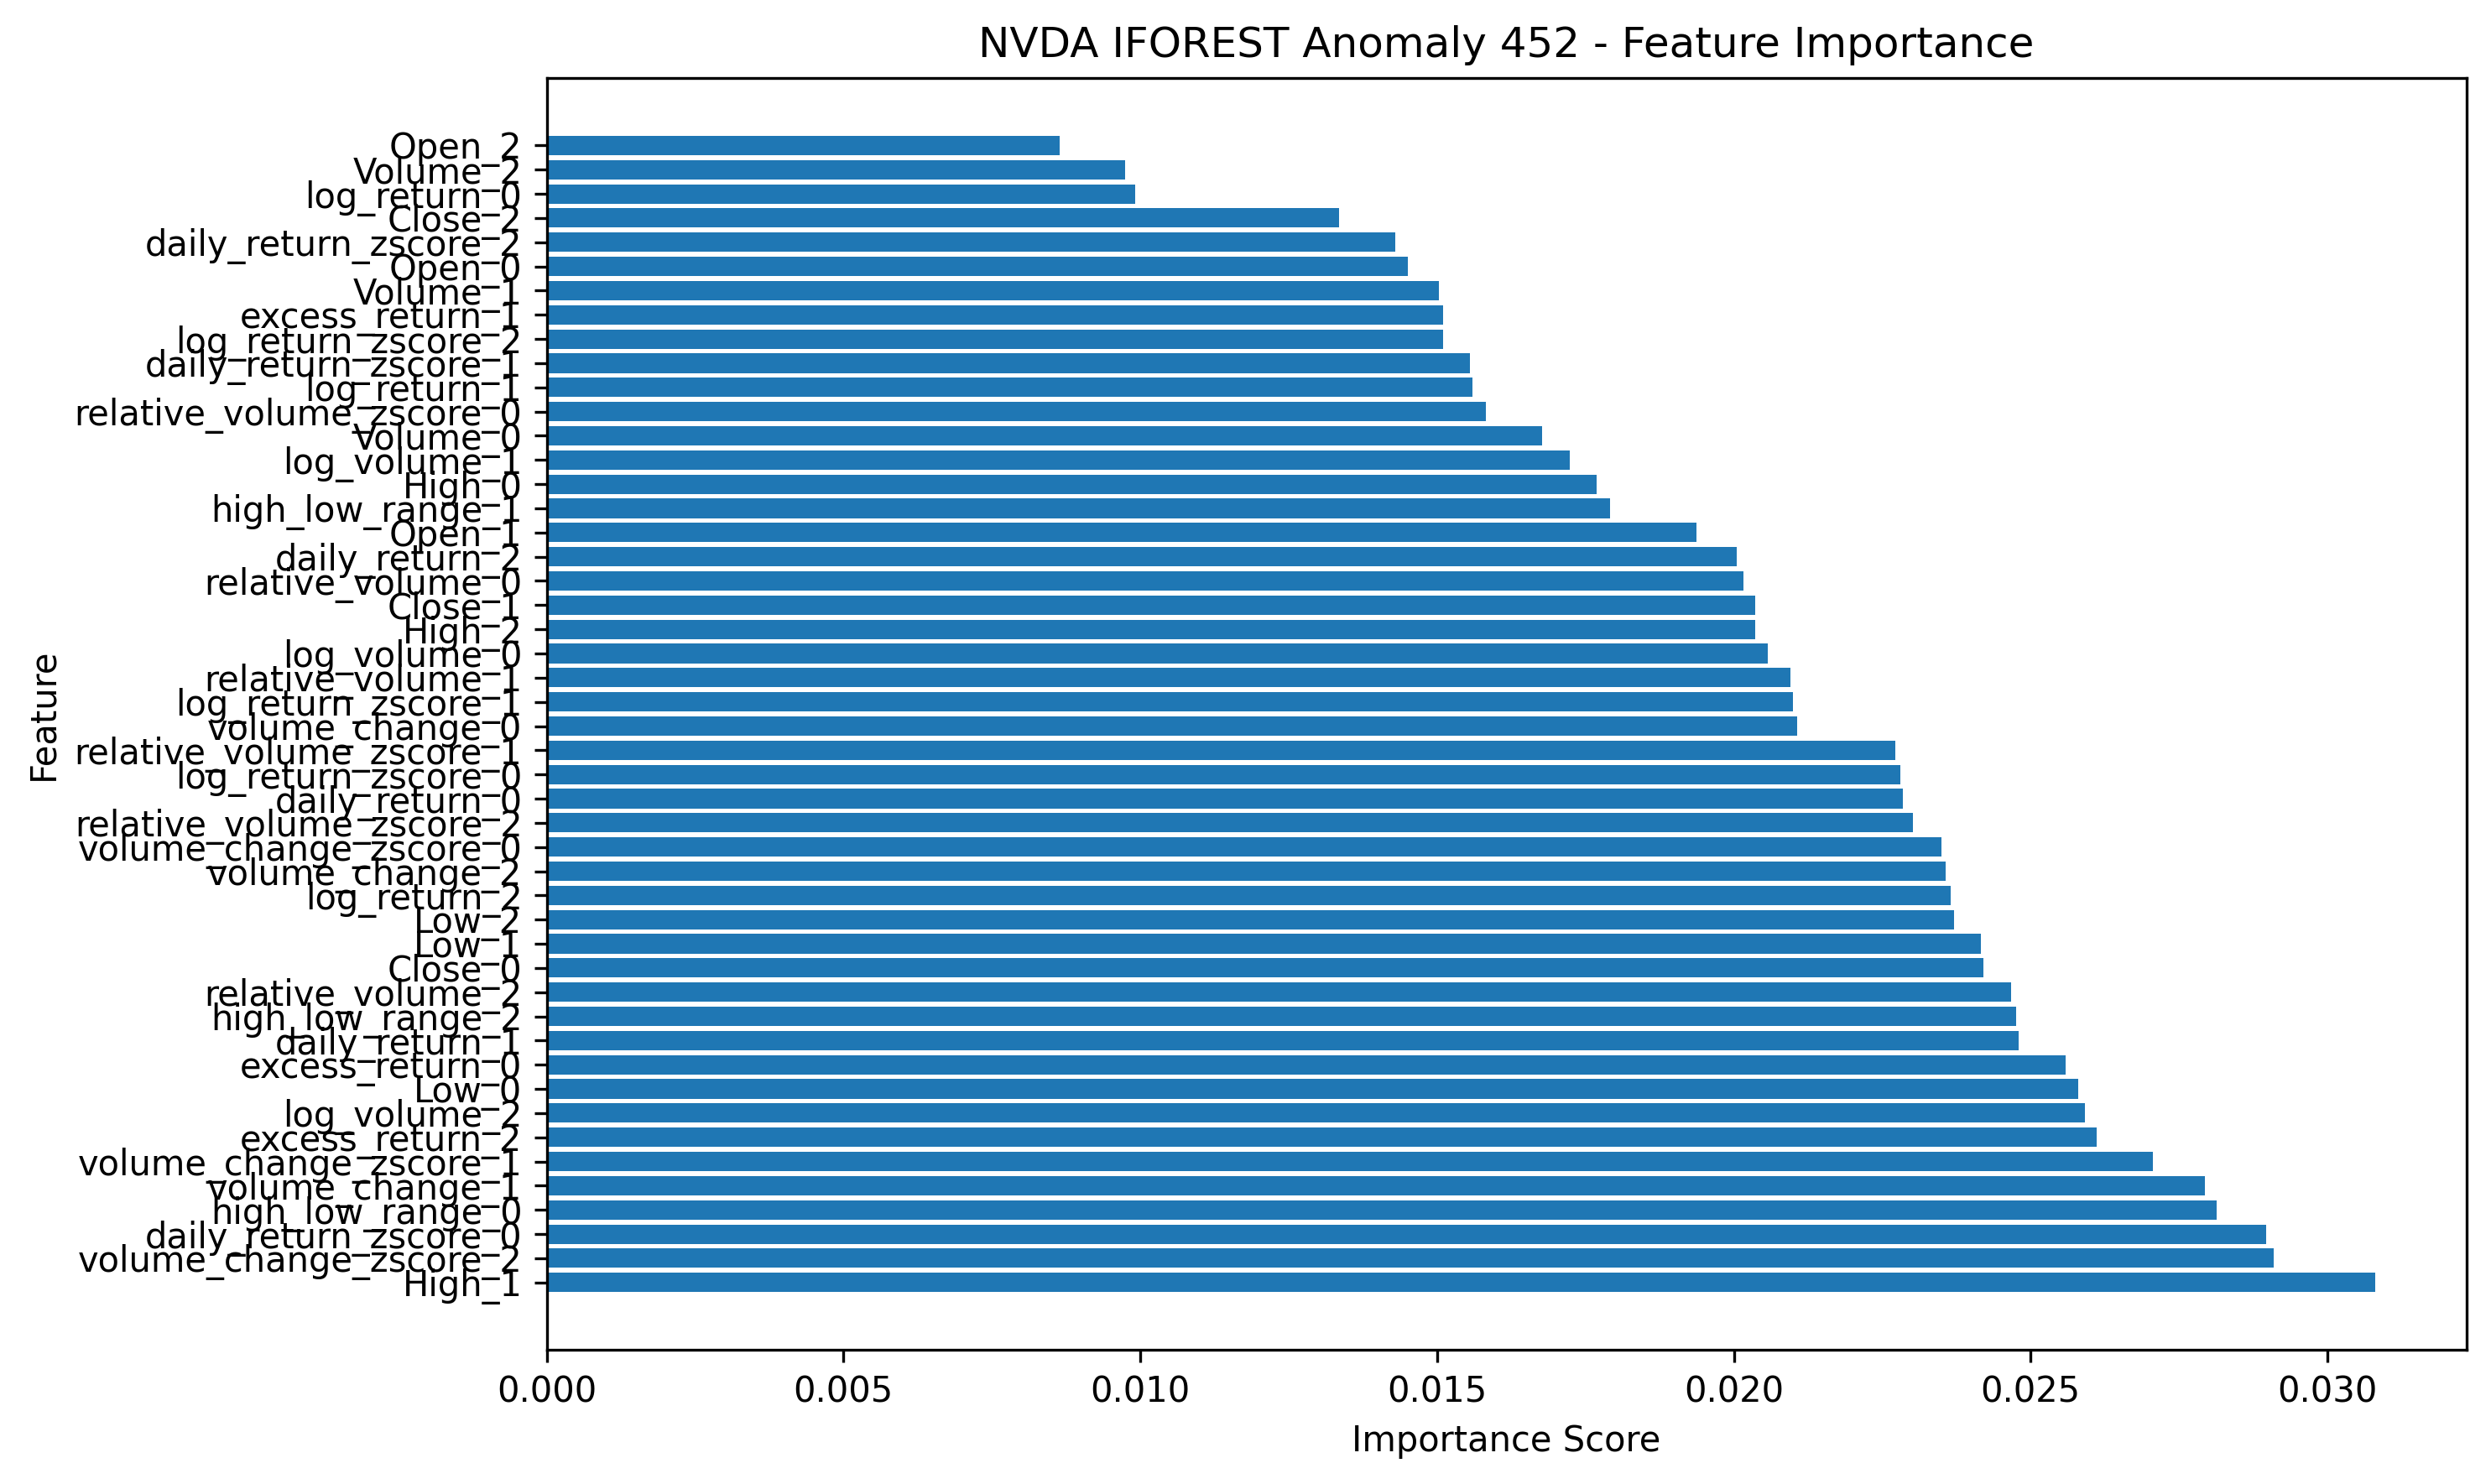 NVDA IFOREST Anomaly 452 - Feature Importance
Open_2
Volume_2
log_return_0
Close_2
daily_return_zscore_2
Open_0
Volume_1
excess_return_1
log_return_zscore_2
daily_return_zscore_1
log_return_1
relative_volume_zscore_0
Volume_0
log_volume_1
High_0
high_low_range_1
Open_1
daily_return_2
relative_volume_0
Close_1
High_2
log_volume_0
relative_volume_1
log_return_zscore_1
volume_change_0
relative_volume_zscore_1
log_return_zscore_0
daily_return_0
relative_volume_zscore_2
volume_change_zscore_0
volume_change_2
log_return_2
Low_2
Low_1
Close_0
relative_volume_2
high_low_range_2
daily_return_1
excess_return_0
Low_0
log_volume_2
excess_return_2
volume_change_zscore_1
volume_change_1
high_low_range_0
daily_return_zscore_0
volume_change_zscore_2
High_1
Feature
0.000 0.005 0.010 0.015 0.020 0.025 0.030
Importance Score